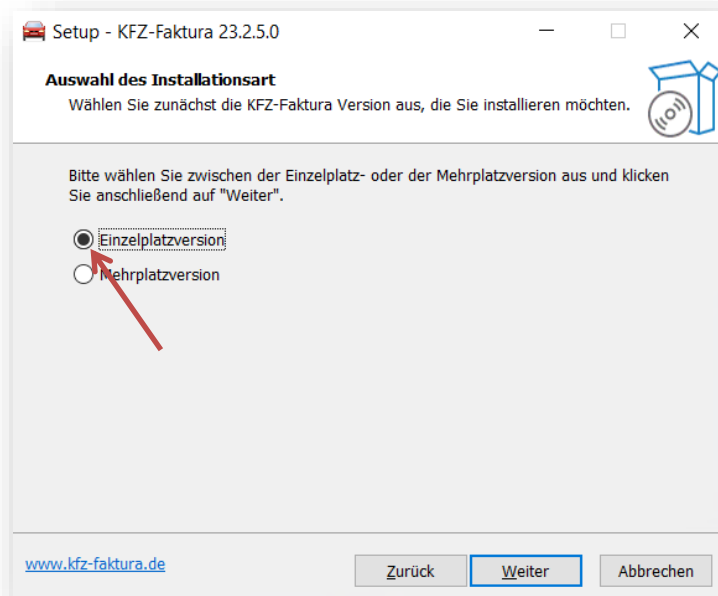 Setup - KFZ-Faktura 23.2.5.0
Auswahl des Installationsart
Wählen Sie zunächst die KFZ-Faktura Version aus, die Sie installieren möchten.
Bitte wählen Sie zwischen der Einzelplatz- oder der Mehrplatzversion aus und klicken
Sie anschließend auf "Weiter".
Einzelplatzversion
Mehrplatzversion
www.kfz-faktura.de
Zurück
Weiter
Abbrechen